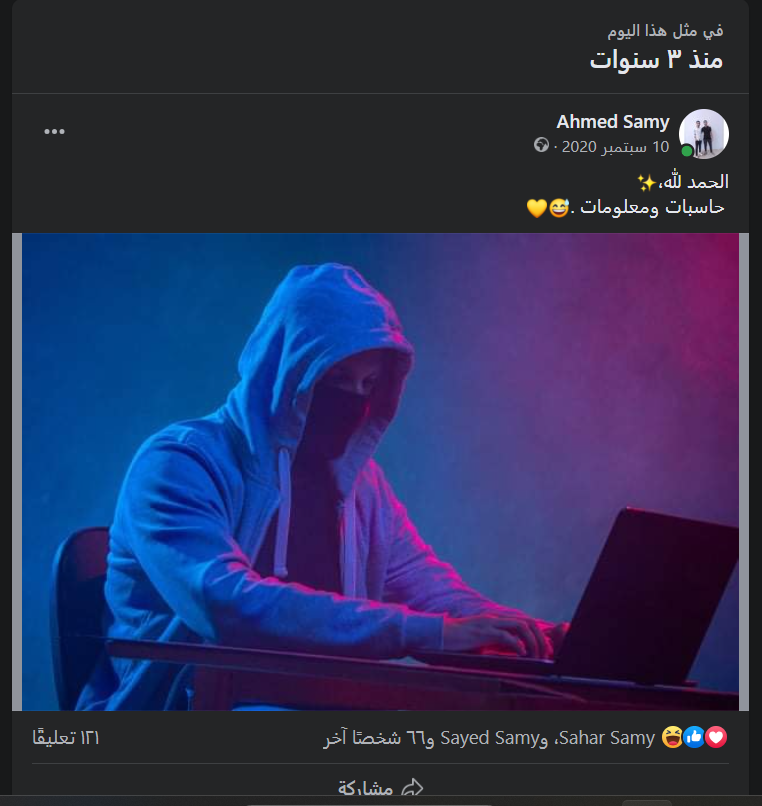 في مثل هذا اليوم
منذ ٣ سنوات
Ahmed Samy
10 سبتمبر 2020 ·
الحمد لله،✨
حاسبات ومعلومات .😅💛
Sahar Samy، وSayed Samy و٦٦ شخصًا آخر
١٢١ تعليقًا
مشاركة